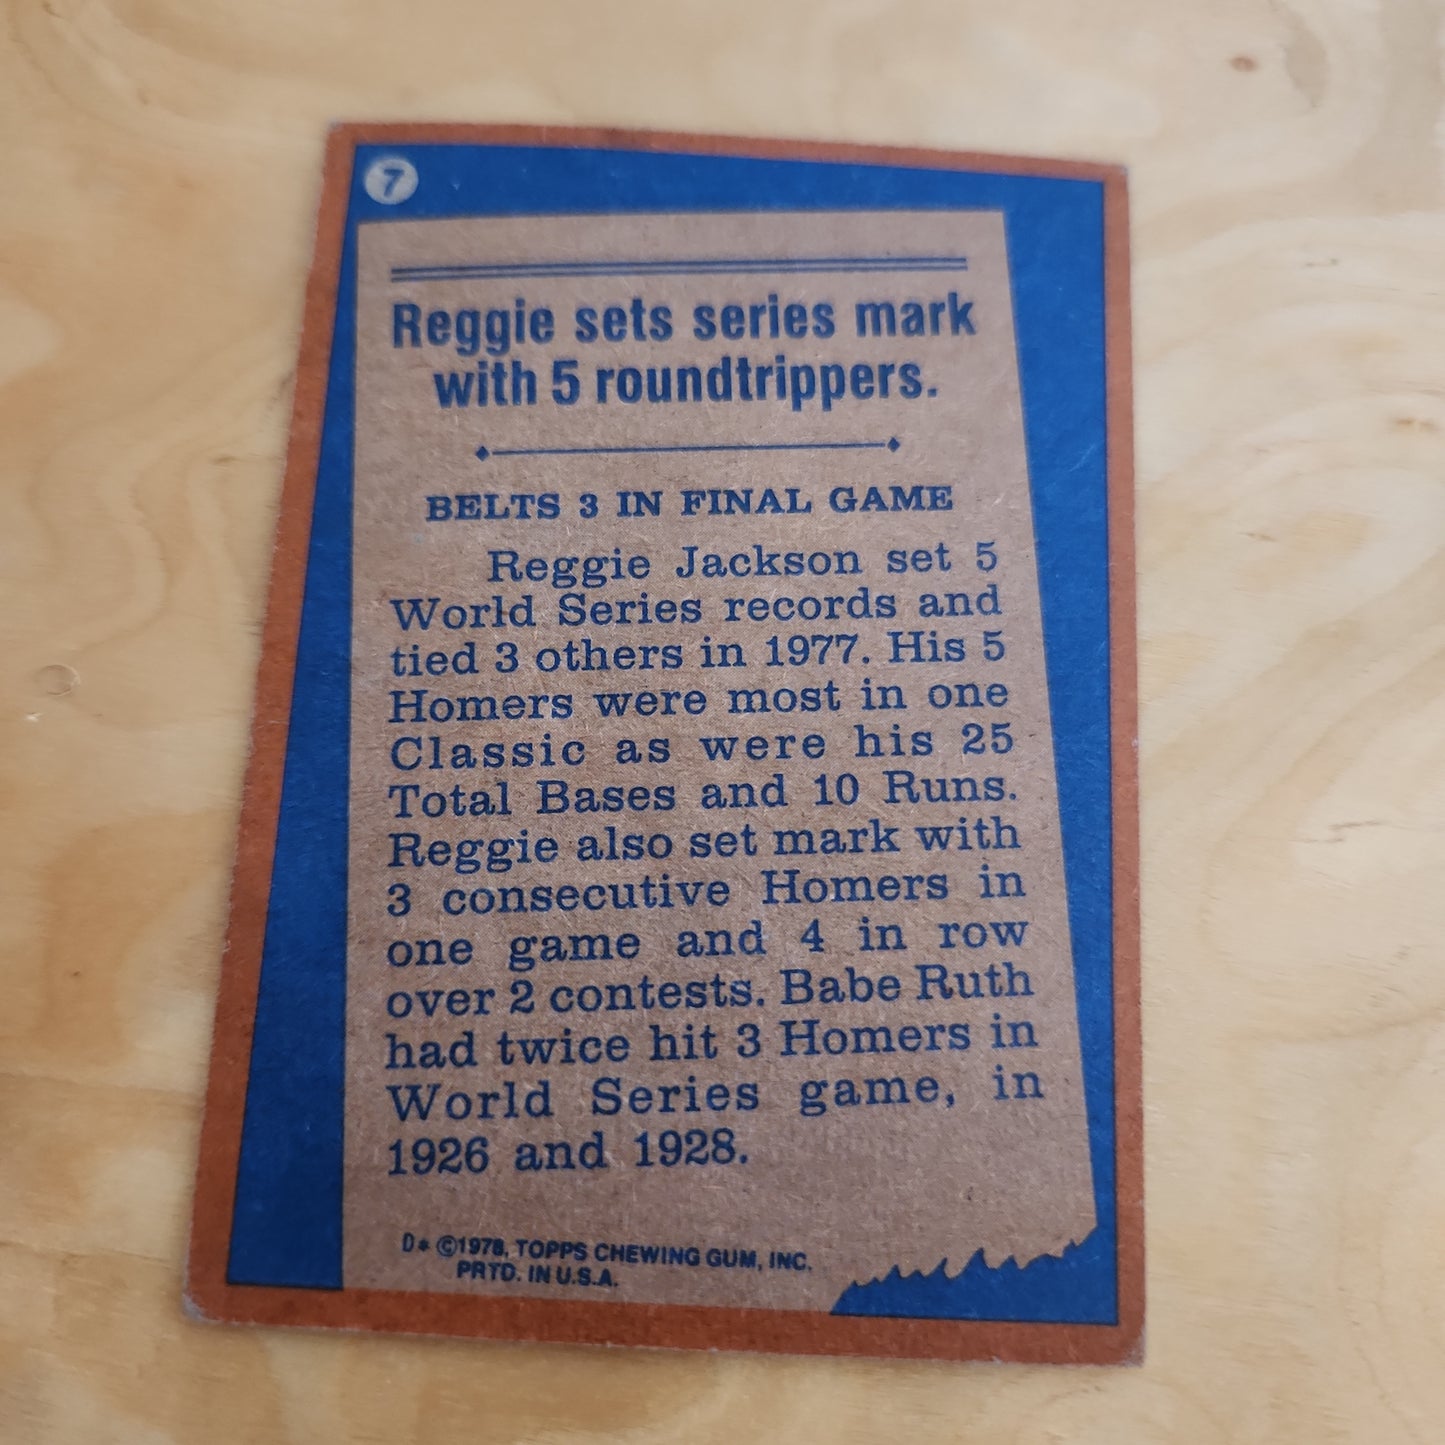 7
Reggie sets series mark
with 5 roundtrippers.
BELTS 3 IN FINAL GAME
Reggie Jackson set 5
World Series records and
tied 3 others in 1977. His 5
Homers were most in one
Classic as were his 25
Total Bases and 10 Runs.
Reggie also set mark with
3 consecutive Homers in
one game and 4 in row
over 2 contests. Babe Ruth
had twice hit 3 Homers in
World Series game, in
1926 and 1928.
D* ©1978, TOPPS CHEWING GUM, INC.
PRTD. IN U.S.A.